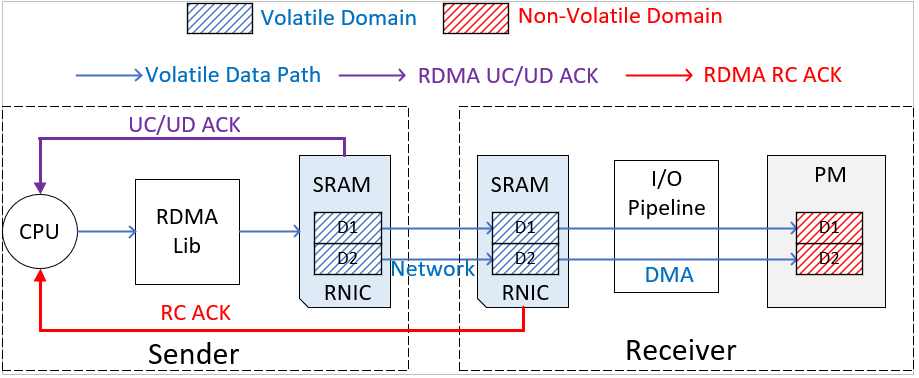 Volatile Domain
Non-Volatile Domain
Volatile Data Path
RDMA UC/UD ACK
RDMA RC ACK
UC/UD ACK
CPU
RDMA
Lib
SRAM
D1
D2
RNIC
Network
RC ACK
Sender
SRAM
D1
D2
RNIC
I/O
Pipeline
DMA
PM
D1
D2
Receiver